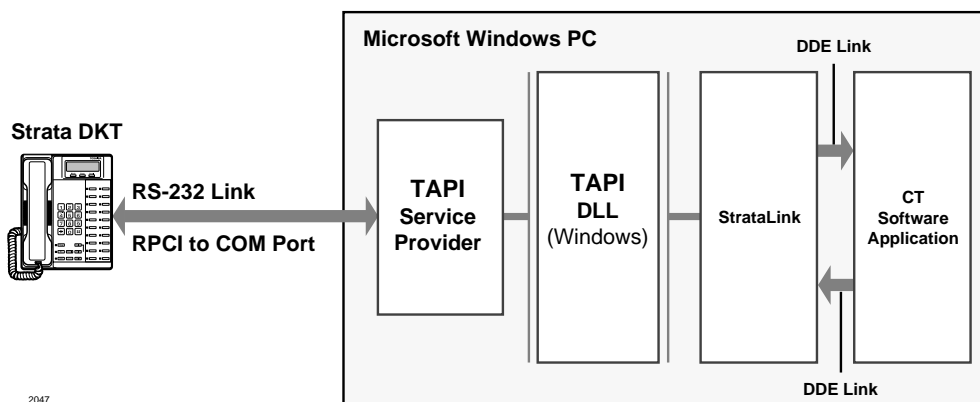 Microsoft Windows PC
DDE Link
Strata DKT
RS-232 Link
RPCI to COM Port
TAPI
Service
Provider
TAPI
DLL
(Windows)
StrataLink
CT
Software
Application
DDE Link
2047